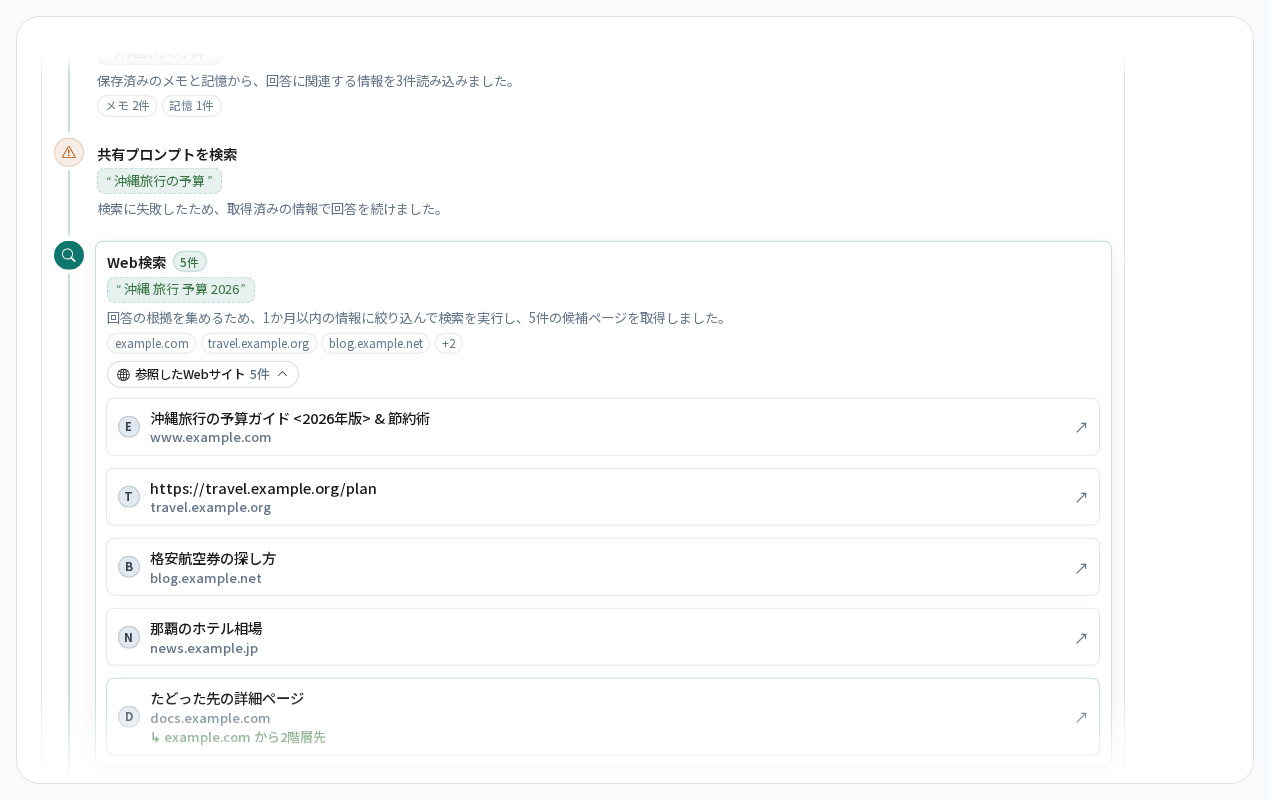 保存済みのメモと記憶から、回答に関連する情報を3件読み込みました。
メモ 2件 記憶 1件
共有プロンプトを検索
“ 沖縄旅行の予算 ”
検索に失敗したため、取得済みの情報で回答を続けました。
Web検索 5件
“ 沖縄 旅行 予算 2026 ”
回答の根拠を集めるため、1か月以内の情報に絞り込んで検索を実行し、5件の候補ページを取得しました。
example.com travel.example.org blog.example.net +2
参照したWebサイト 5件
E
沖縄旅行の予算ガイド <2026年版> & 節約術
www.example.com
T
https://travel.example.org/plan
travel.example.org
B
格安航空券の探し方
blog.example.net
N
那覇のホテル相場
news.example.jp
D
たどった先の詳細ページ
docs.example.com
↳ example.com から2階層先